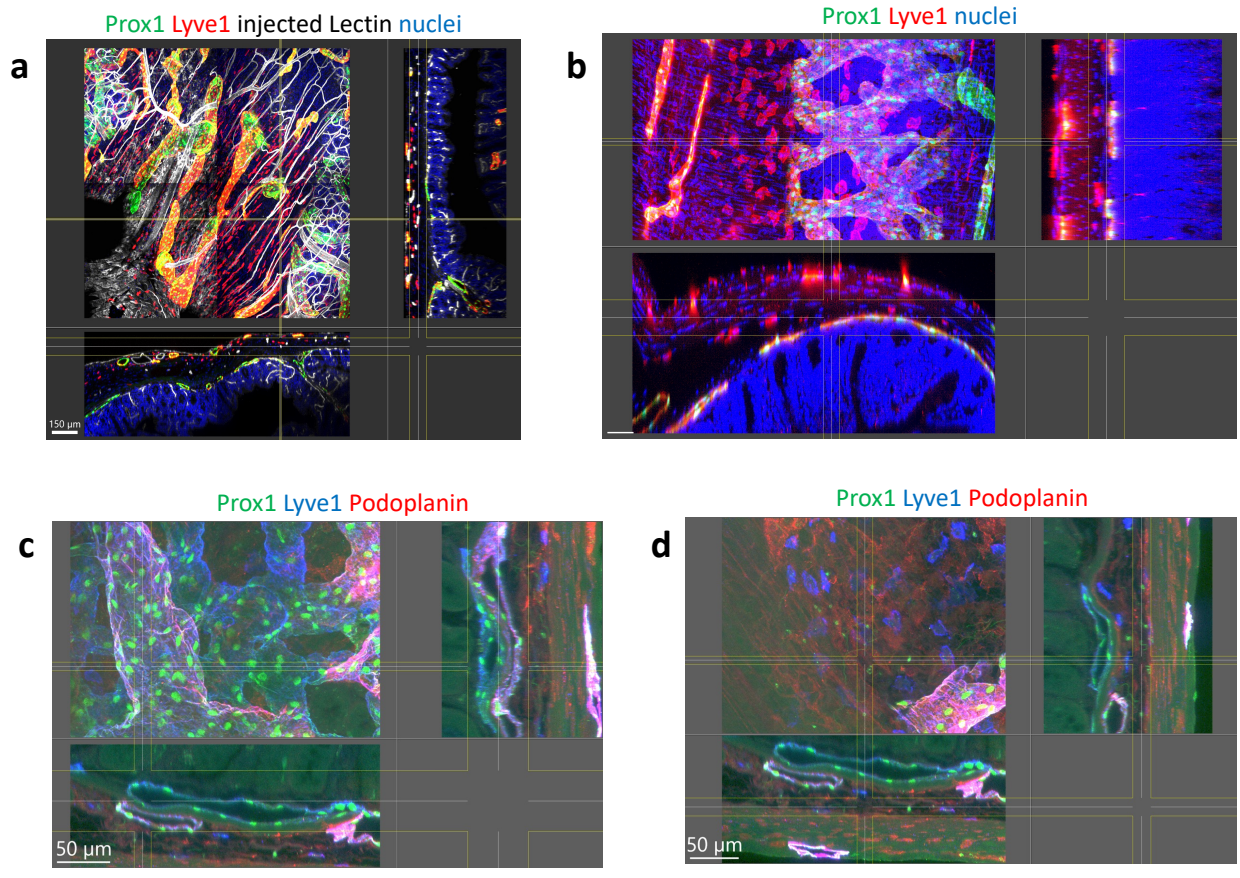 Prox1 Lyve1 injected Lectin nuclei
a
150 µm
Prox1 Lyve1 nuclei
b
Prox1 Lyve1 Podoplanin
c
50 µm
Prox1 Lyve1 Podoplanin
d
50 µm